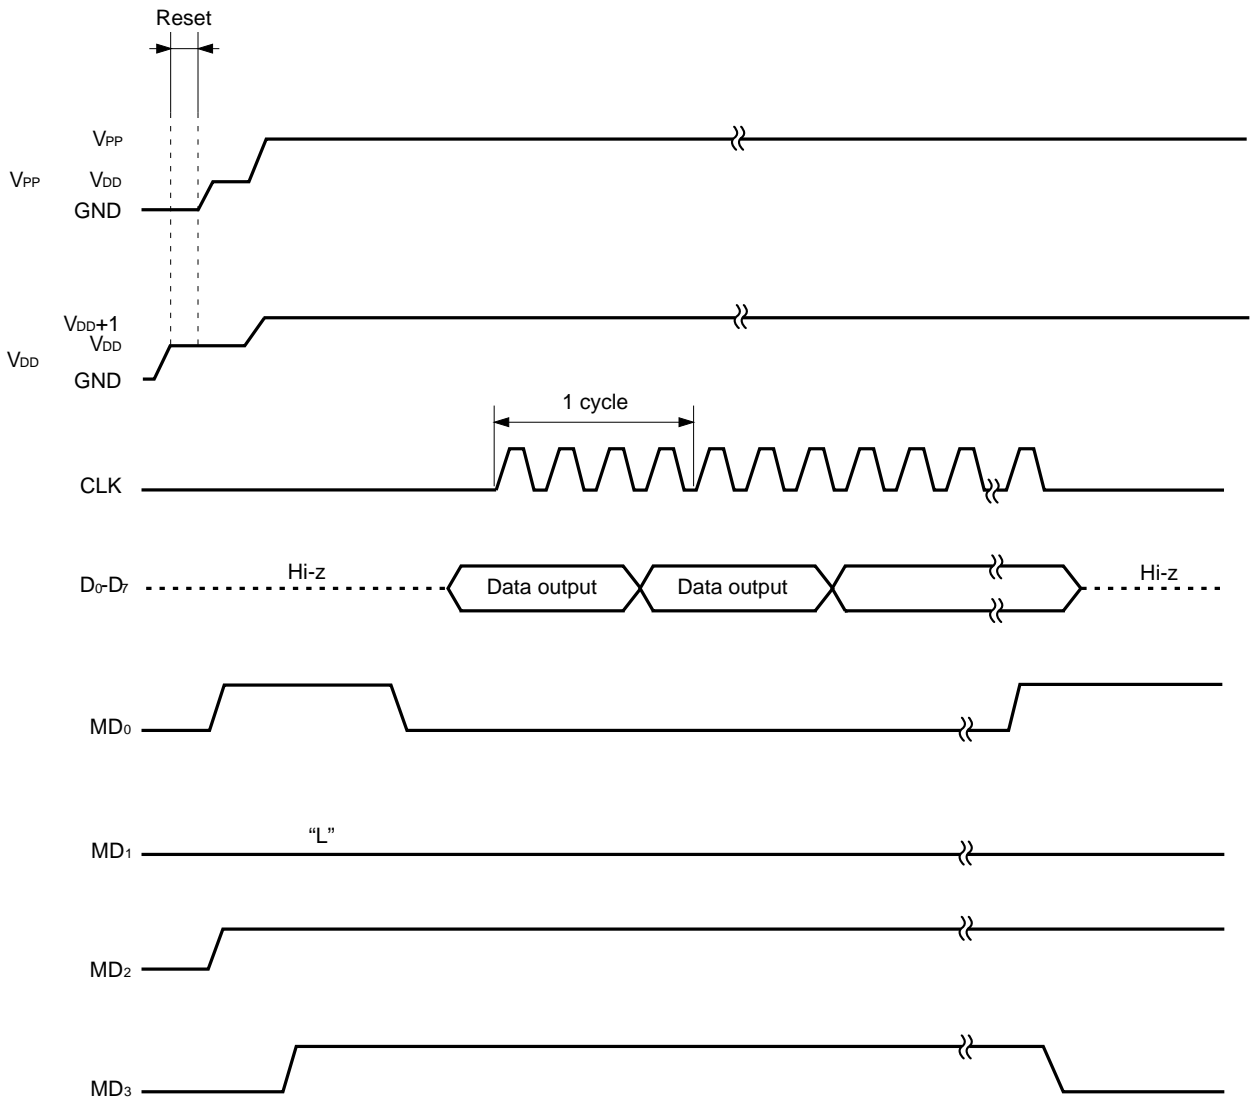 Reset
VPP
VPP VDD
GND
VDD+1
VDD
VDD
GND
1 cycle
CLK
D0-D7 Hi-z Data output Data output Hi-z
MD0
“L”
MD1
MD2
MD3